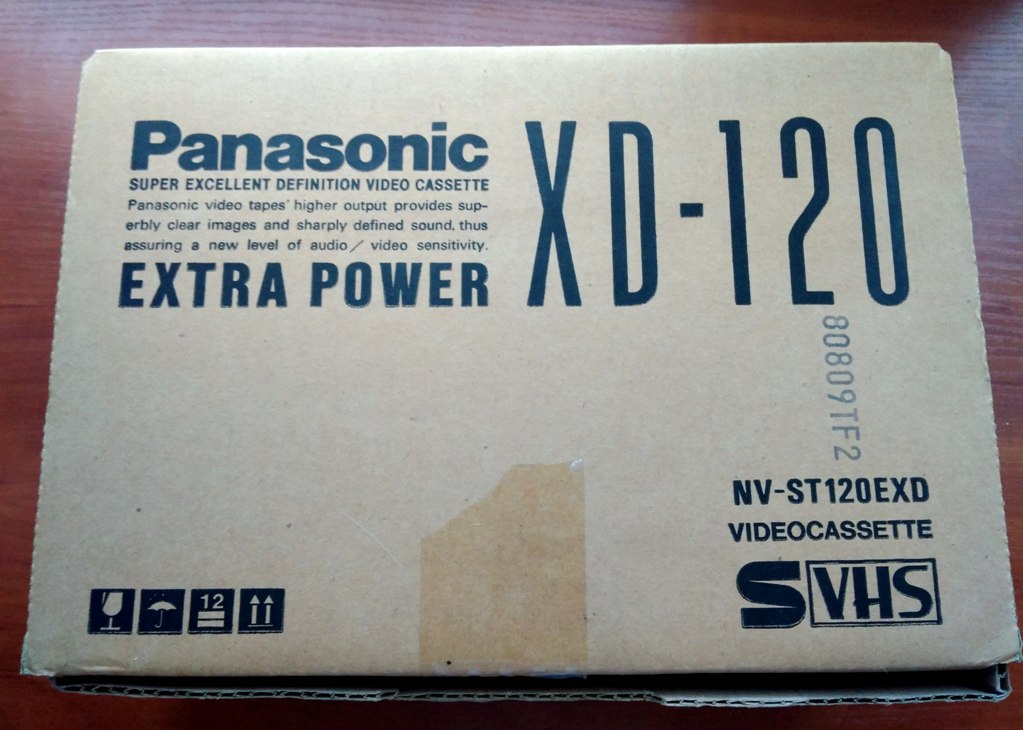 Panasonic
SUPER EXCELLENT DEFINITION VIDEO CASSETTE
Panasonic video tapes' higher output provides sup-
erbly clear images and sharply defined sound, thus
assuring a new level of audio / video sensitivity.
EXTRA POWER
XD-120
80809TF2
NV-ST120EXD
VIDEOCASSETTE
S VHS
12